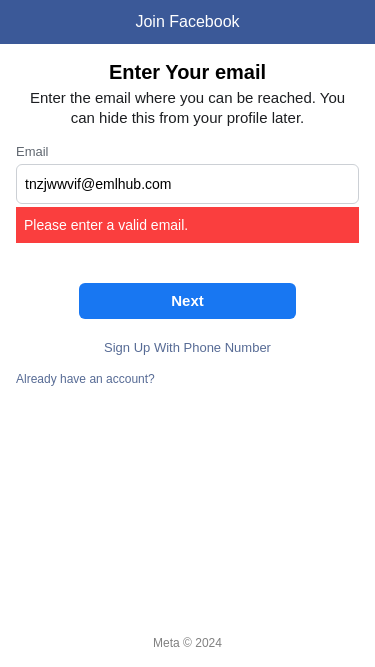 Join Facebook
Enter Your email
Enter the email where you can be reached. You
can hide this from your profile later.
Email
tnzjwwvif@emlhub.com
Please enter a valid email.
Next
Sign Up With Phone Number
Already have an account?
Meta © 2024